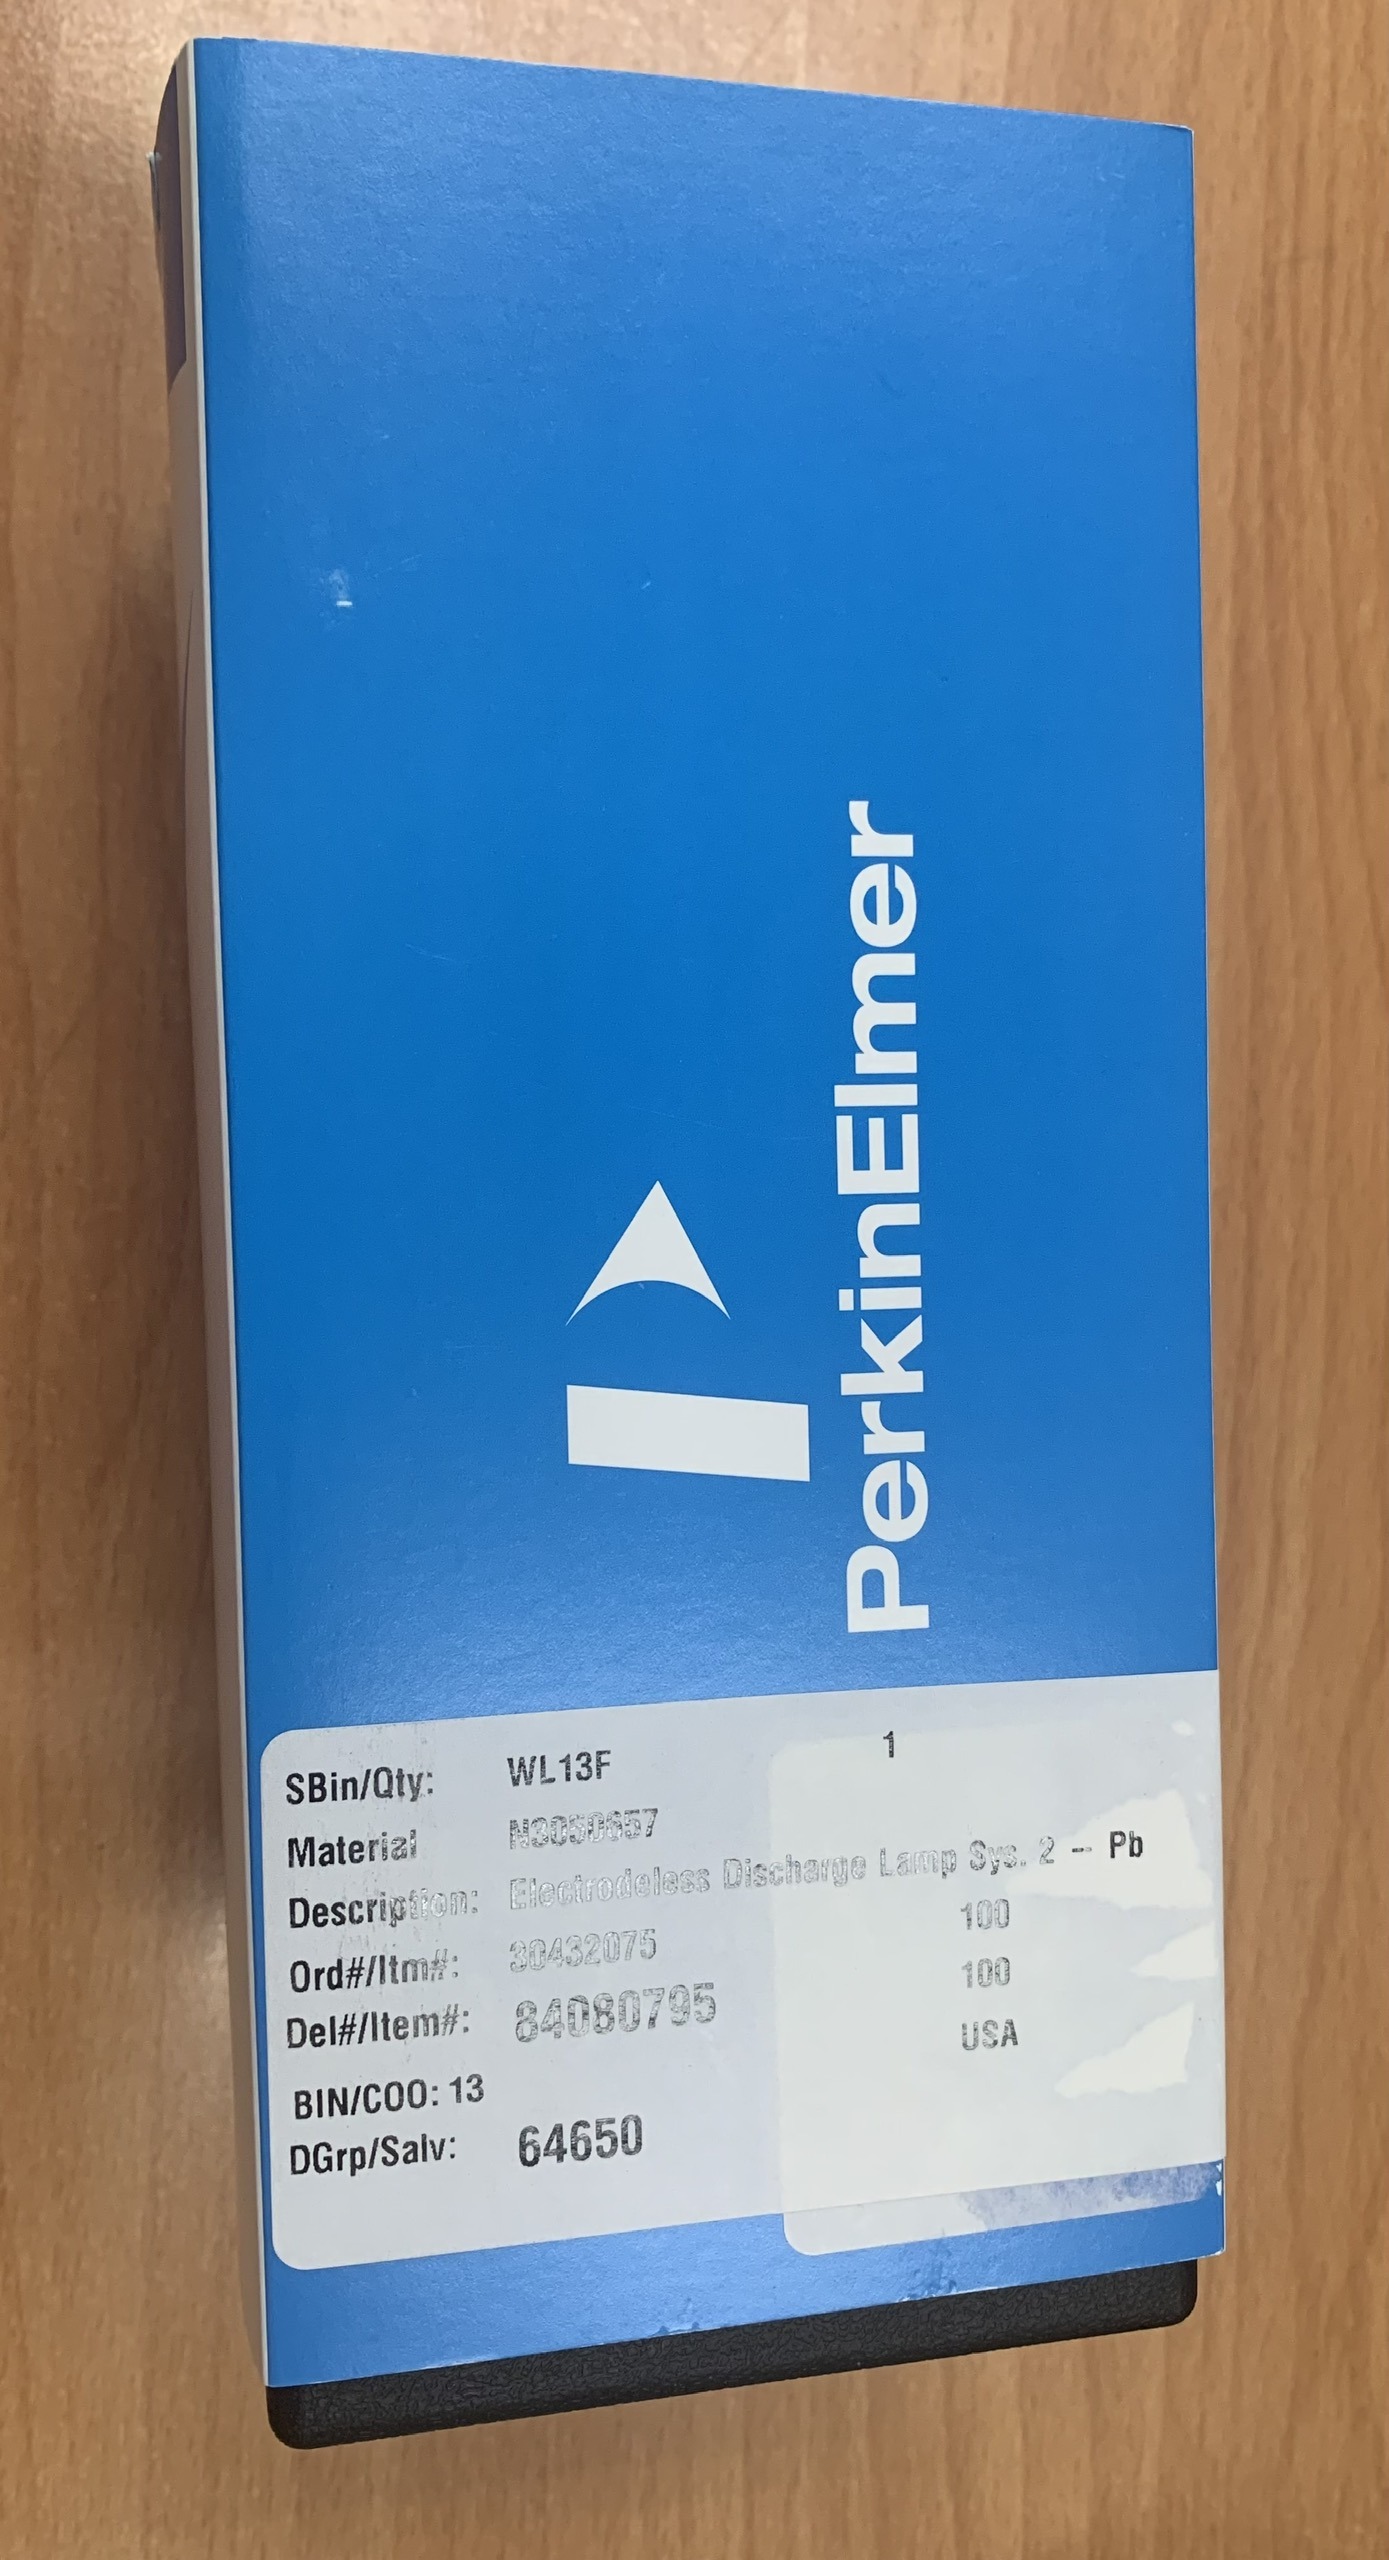 PerkinElmer
SBin/Qty: WL13F 1
Material N3050657
Description: Electrodeless Discharge Lamp Sys. 2 -- Pb
Ord#/Itm#: 30432075 100
Del#/Item#: 84080795 100
BIN/COO: 13 USA
DGrp/Salv: 64650